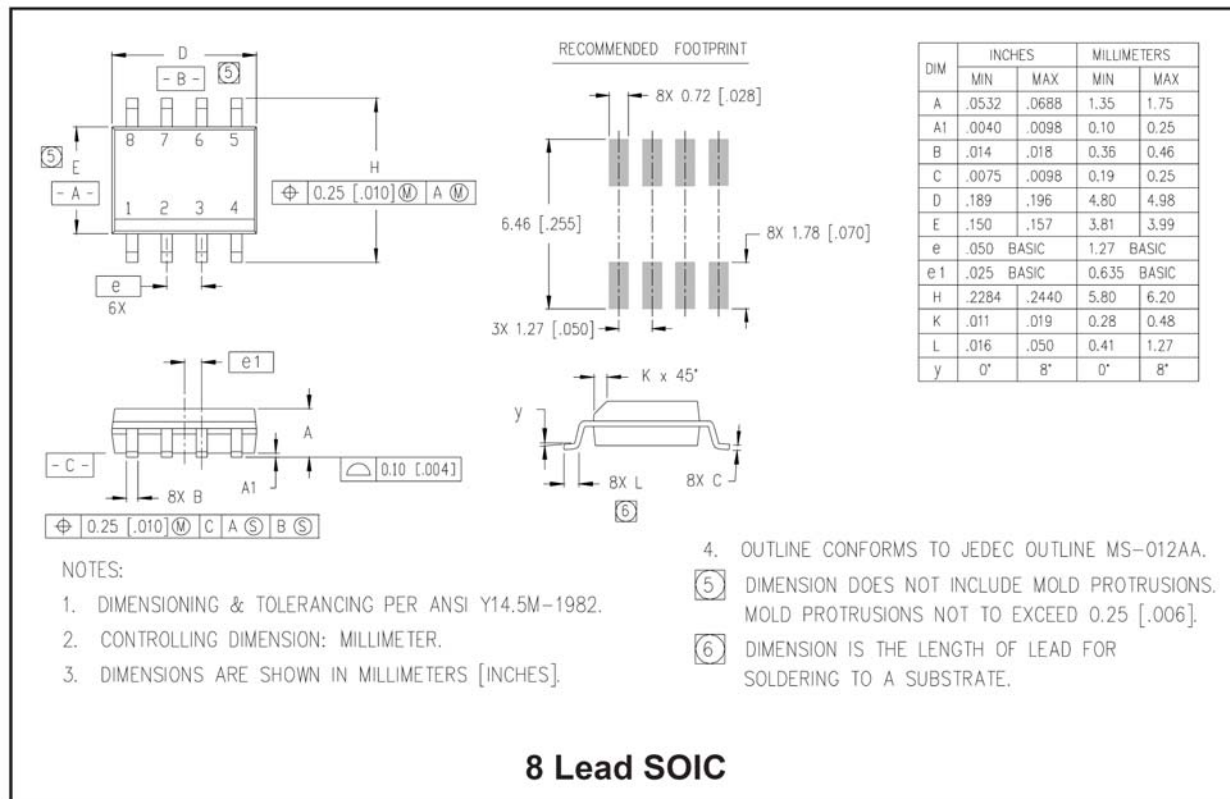 D
- B -
5
8 7 6 5
5
E
H
- A -
⌖ 0.25 [.010] Ⓜ A Ⓜ
1 2 3 4
e
6X
RECOMMENDED FOOTPRINT
8X 0.72 [.028]
6.46 [.255]
8X 1.78 [.070]
3X 1.27 [.050]
DIM INCHES MILLIMETERS
MIN MAX MIN MAX
A .0532 .0688 1.35 1.75
A1 .0040 .0098 0.10 0.25
B .014 .018 0.36 0.46
C .0075 .0098 0.19 0.25
D .189 .196 4.80 4.98
E .150 .157 3.81 3.99
e .050 BASIC 1.27 BASIC
e1 .025 BASIC 0.635 BASIC
H .2284 .2440 5.80 6.20
K .011 .019 0.28 0.48
L .016 .050 0.41 1.27
y 0° 8° 0° 8°
e1
A
- C -
A1
⌓ 0.10 [.004]
8X B
⌖ 0.25 [.010] Ⓜ C A Ⓢ B Ⓢ
K x 45°
y
8X L
8X C
6
NOTES:
1. DIMENSIONING & TOLERANCING PER ANSI Y14.5M-1982.
2. CONTROLLING DIMENSION: MILLIMETER.
3. DIMENSIONS ARE SHOWN IN MILLIMETERS [INCHES].
4. OUTLINE CONFORMS TO JEDEC OUTLINE MS-012AA.
5 DIMENSION DOES NOT INCLUDE MOLD PROTRUSIONS.
MOLD PROTRUSIONS NOT TO EXCEED 0.25 [.006].
6 DIMENSION IS THE LENGTH OF LEAD FOR
SOLDERING TO A SUBSTRATE.
8 Lead SOIC